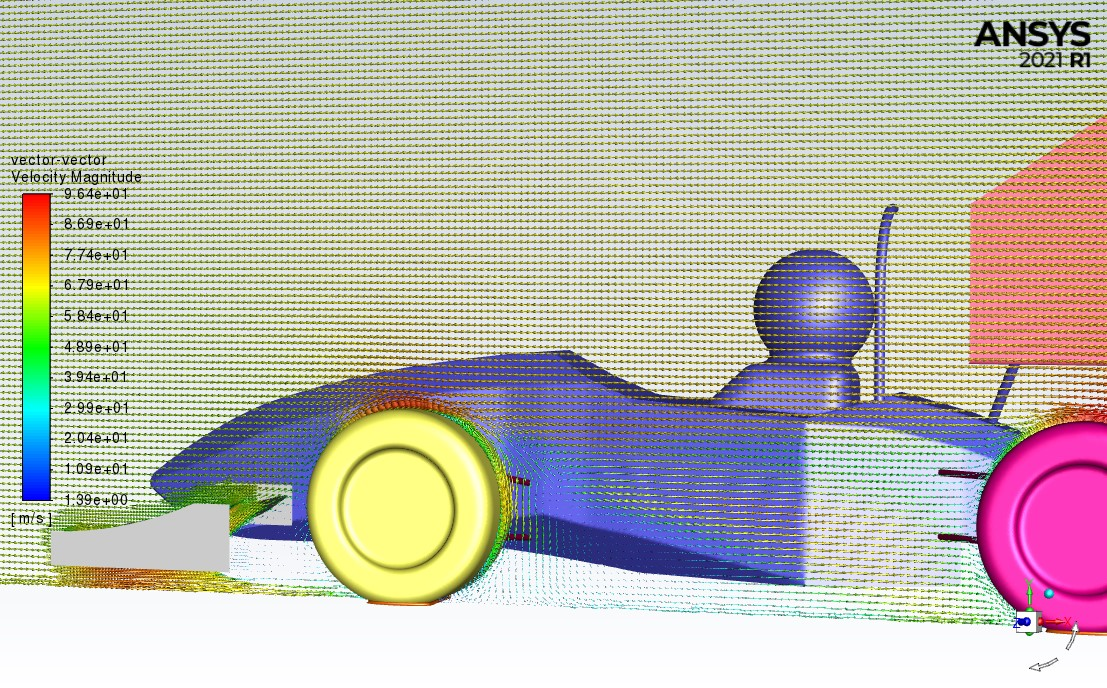 ANSYS
2021 R1
vector-vector
Velocity Magnitude
9.64e+01
8.69e+01
7.74e+01
6.79e+01
5.84e+01
4.89e+01
3.94e+01
2.99e+01
2.04e+01
1.09e+01
1.39e+00
[ m/s ]
Y
Z
X